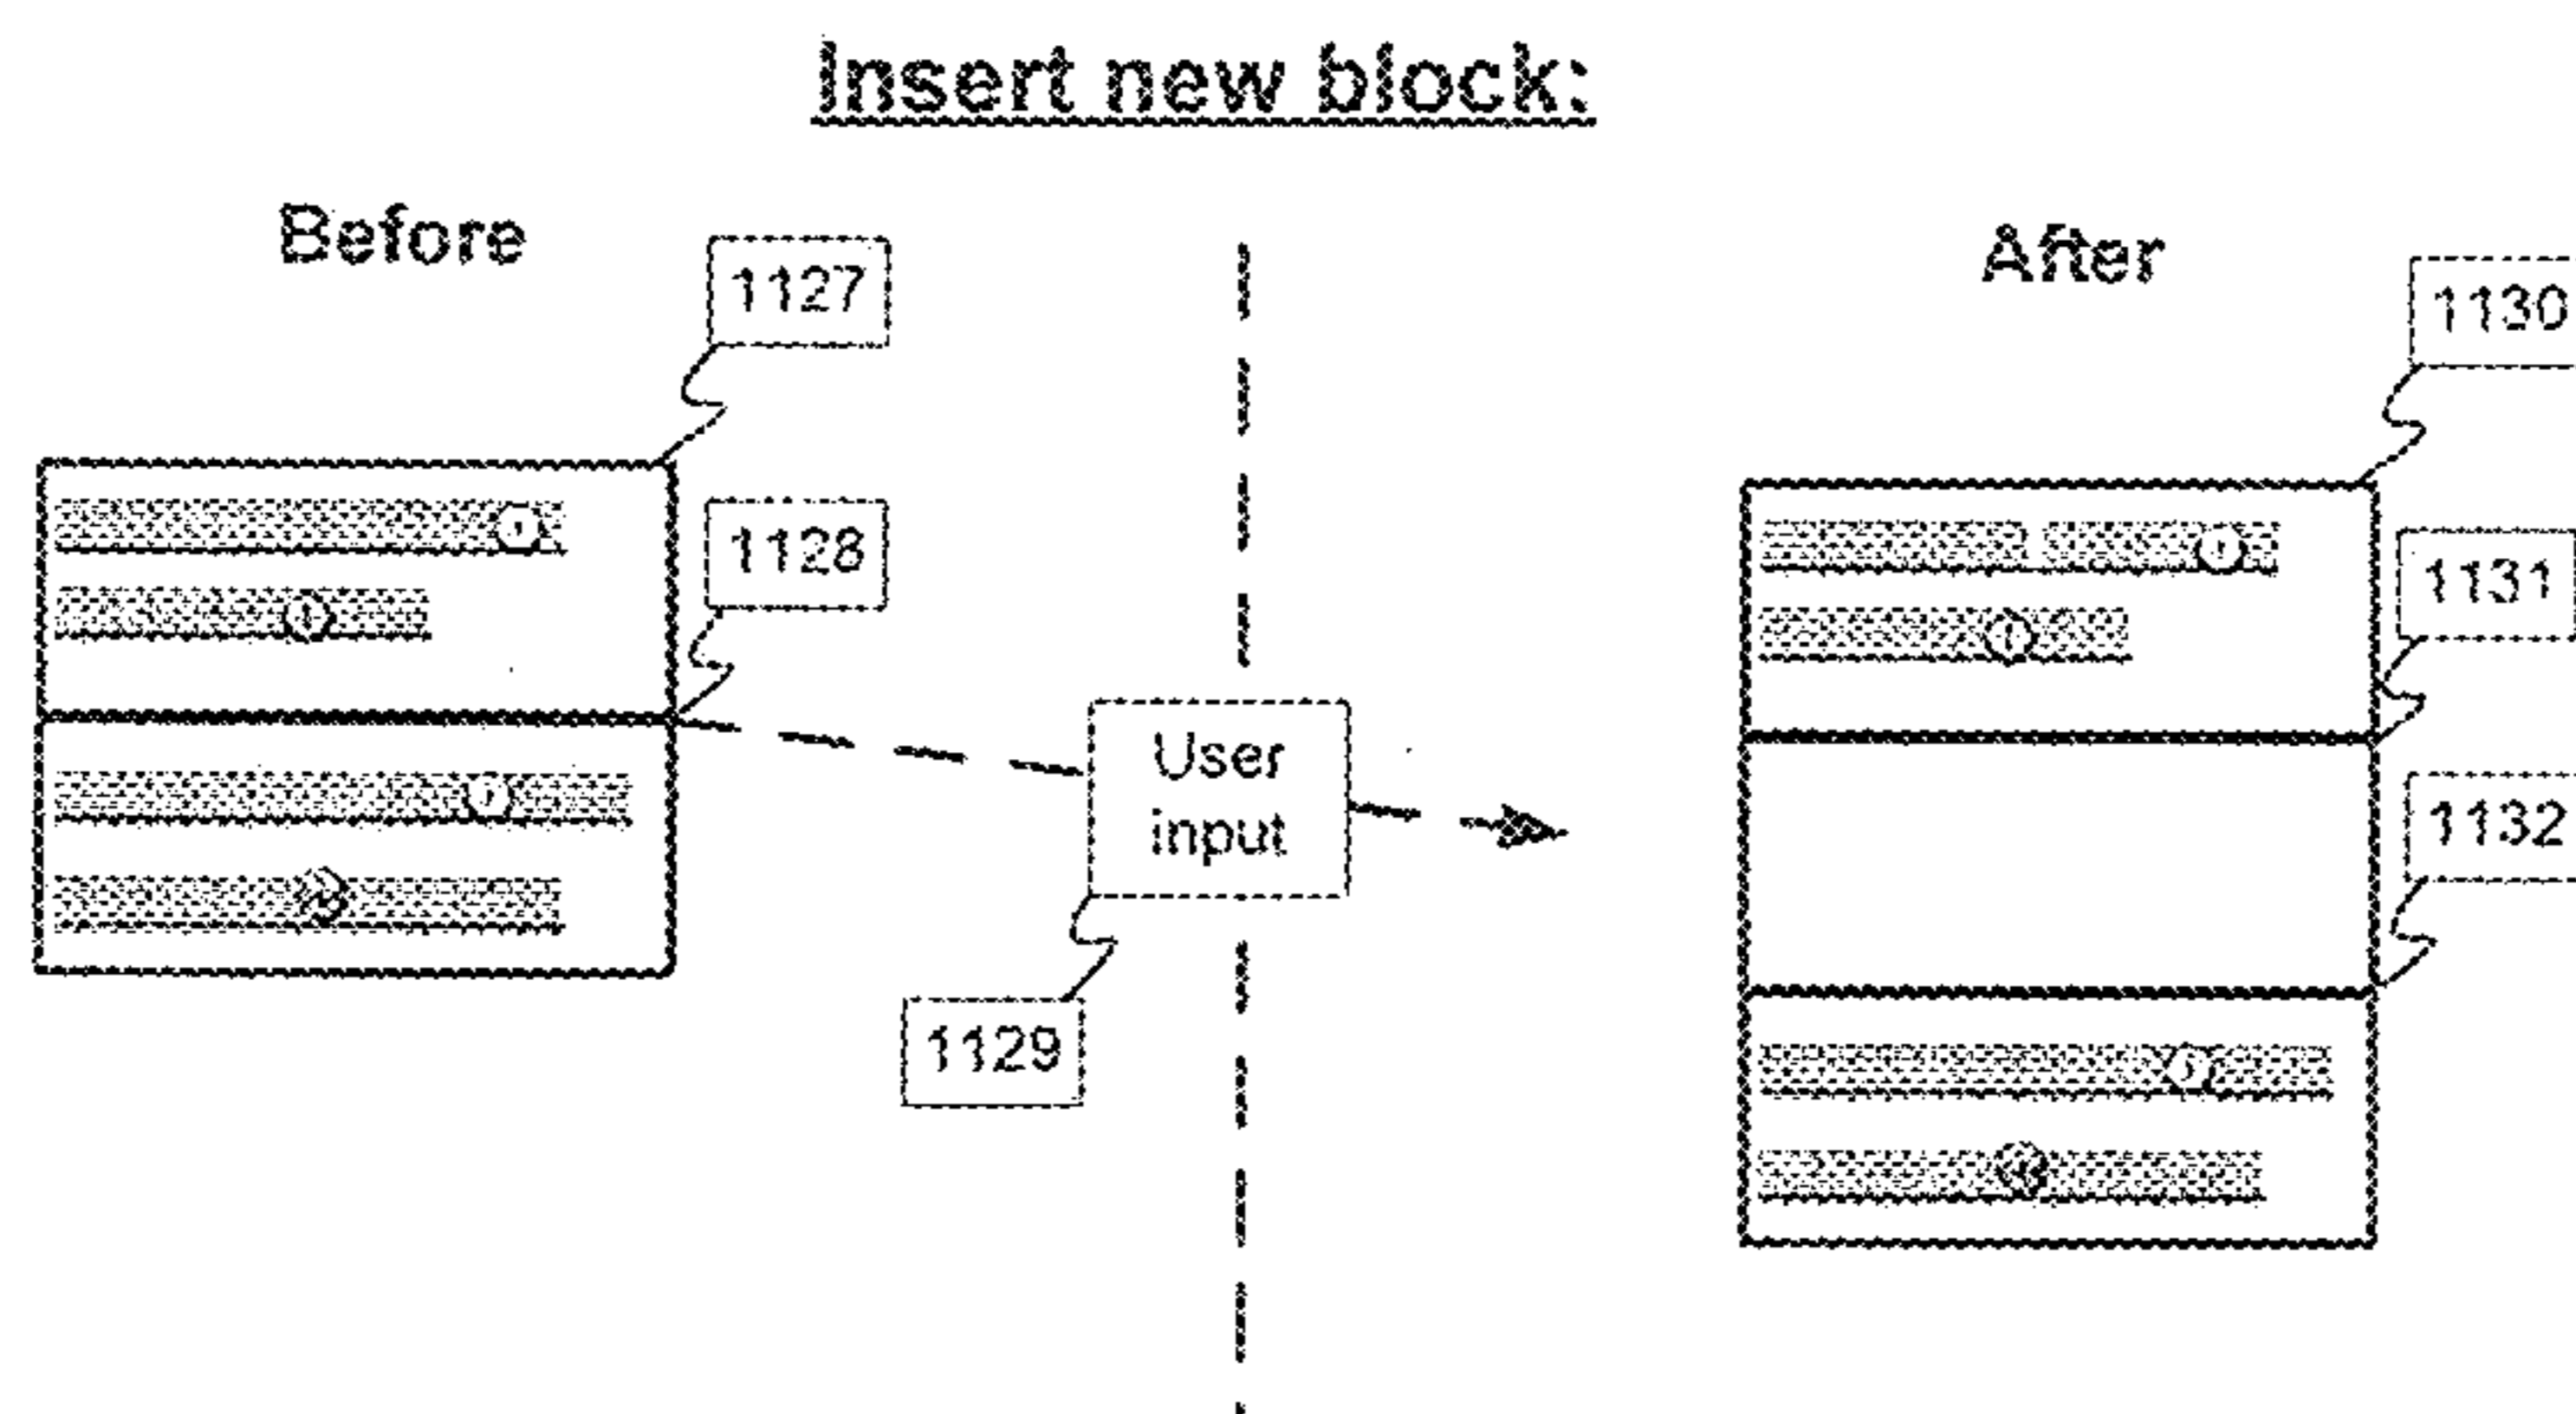 Insert new block:
Before
After
1127
1130
1128
1131
User
input
1132
1129